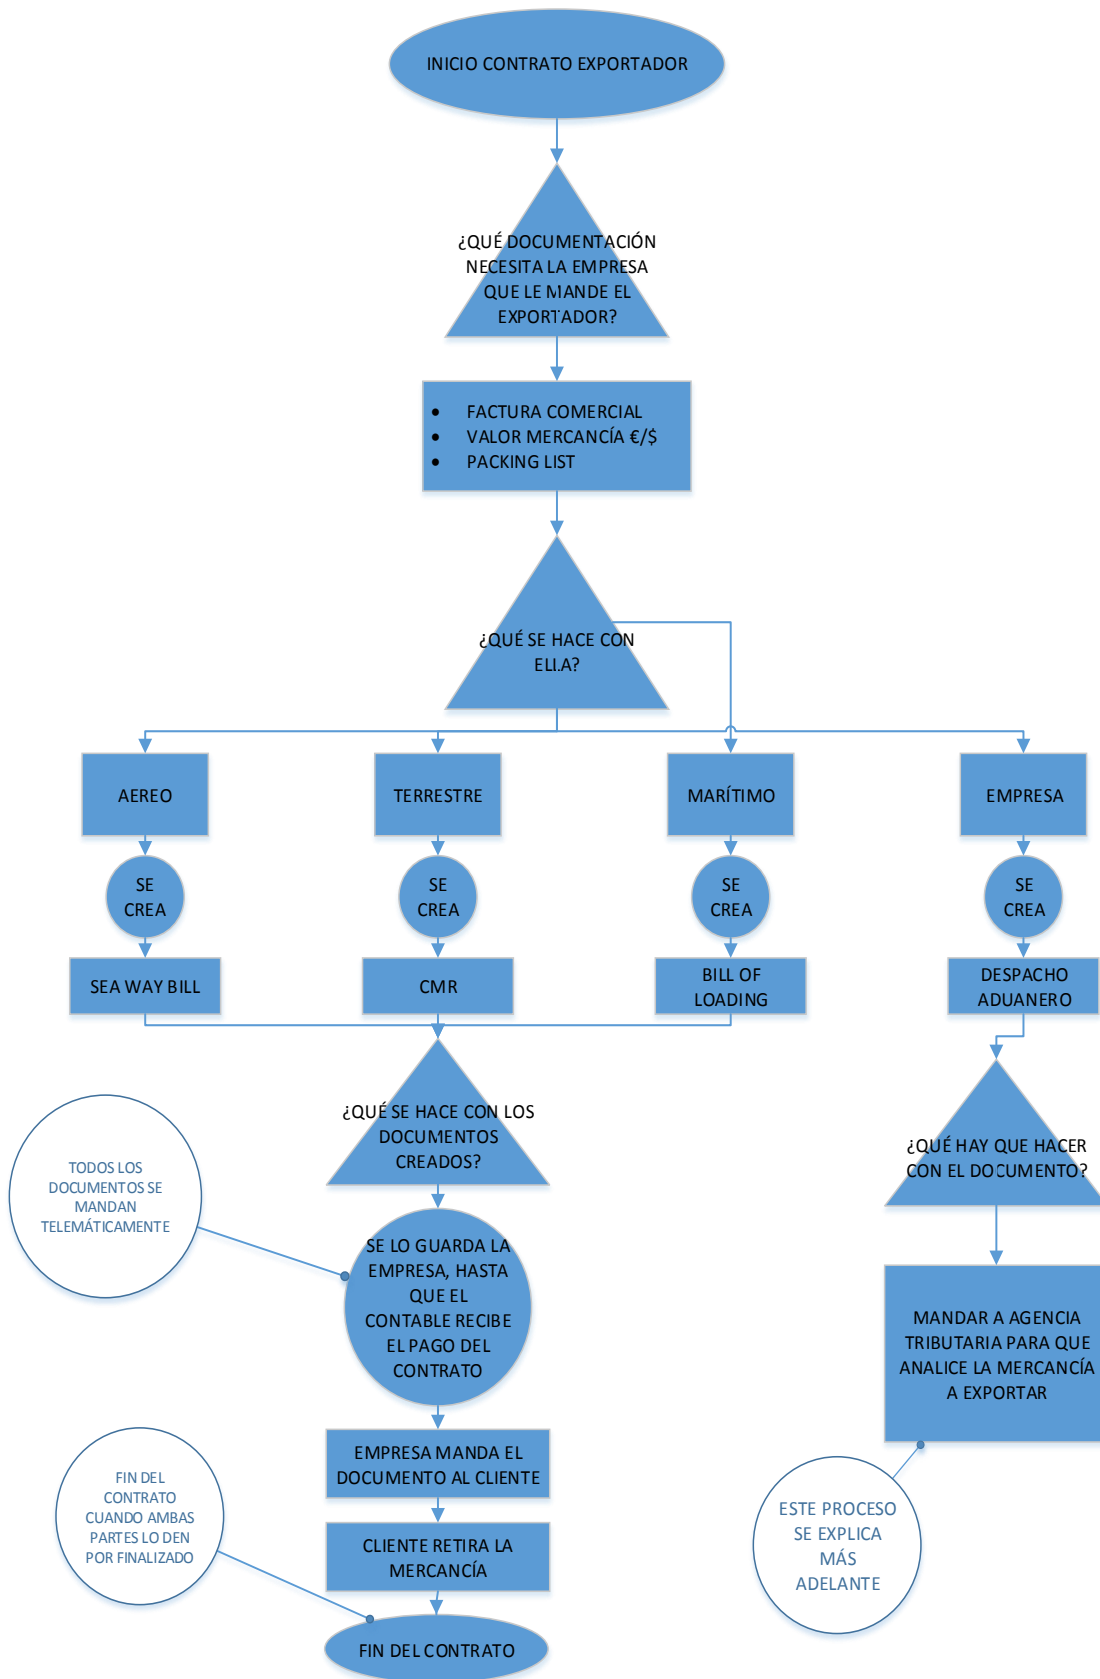 INICIO CONTRATO EXPORTADOR
¿QUÉ DOCUMENTACIÓN
NECESITA LA EMPRESA
QUE LE MANDE EL
EXPORTADOR?
• FACTURA COMERCIAL
• VALOR MERCANCÍA €/$
• PACKING LIST
¿QUÉ SE HACE CON
ELLA?
AEREO
TERRESTRE
MARÍTIMO
EMPRESA
SE
CREA
SE
CREA
SE
CREA
SE
CREA
SEA WAY BILL
CMR
BILL OF
LOADING
DESPACHO
ADUANERO
¿QUÉ SE HACE CON LOS
DOCUMENTOS
CREADOS?
¿QUÉ HAY QUE HACER
CON EL DOCUMENTO?
TODOS LOS
DOCUMENTOS SE
MANDAN
TELEMÁTICAMENTE
SE LO GUARDA LA
EMPRESA, HASTA
QUE EL
CONTABLE RECIBE
EL PAGO DEL
CONTRATO
MANDAR A AGENCIA
TRIBUTARIA PARA QUE
ANALICE LA MERCANCÍA
A EXPORTAR
EMPRESA MANDA EL
DOCUMENTO AL CLIENTE
FIN DEL
CONTRATO
CUANDO AMBAS
PARTES LO DEN
POR FINALIZADO
ESTE PROCESO
SE EXPLICA
MÁS
ADELANTE
CLIENTE RETIRA LA
MERCANCÍA
FIN DEL CONTRATO